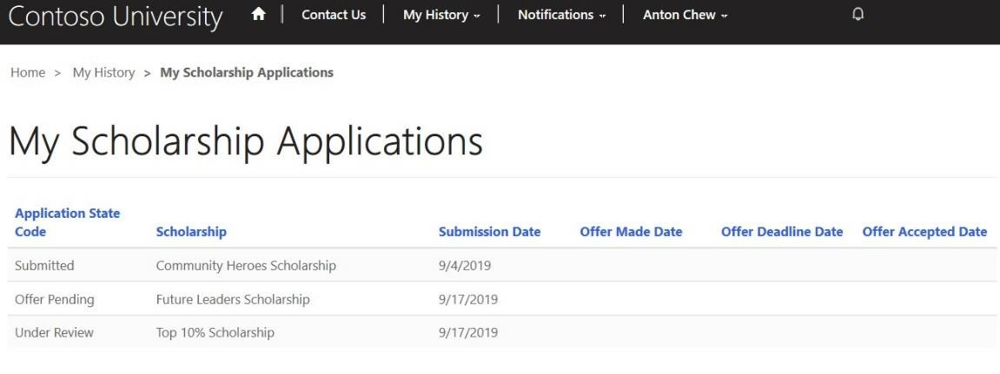 Contoso University Contact Us My History Notifications Anton Chew
Home > My History > My Scholarship Applications
My Scholarship Applications
Application State
Code Scholarship Submission Date Offer Made Date Offer Deadline Date Offer Accepted Date
Submitted Community Heroes Scholarship 9/4/2019
Offer Pending Future Leaders Scholarship 9/17/2019
Under Review Top 10% Scholarship 9/17/2019